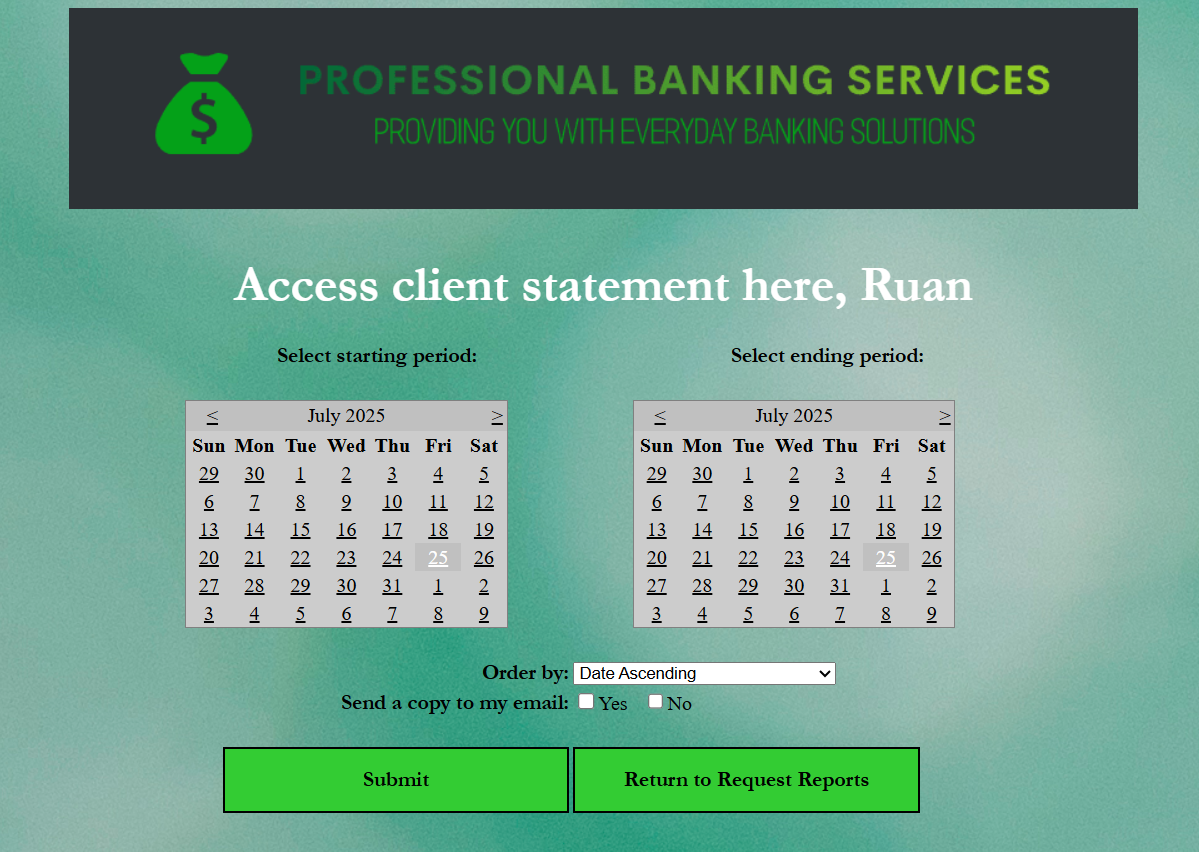 $
PROFESSIONAL BANKING SERVICES
PROVIDING YOU WITH EVERYDAY BANKING SOLUTIONS
Access client statement here, Ruan
Select starting period:
< July 2025 >
Sun Mon Tue Wed Thu Fri Sat
29 30 1 2 3 4 5
6 7 8 9 10 11 12
13 14 15 16 17 18 19
20 21 22 23 24 25 26
27 28 29 30 31 1 2
3 4 5 6 7 8 9
Select ending period:
< July 2025 >
Sun Mon Tue Wed Thu Fri Sat
29 30 1 2 3 4 5
6 7 8 9 10 11 12
13 14 15 16 17 18 19
20 21 22 23 24 25 26
27 28 29 30 31 1 2
3 4 5 6 7 8 9
Order by: Date Ascending
Send a copy to my email: Yes No
Submit Return to Request Reports